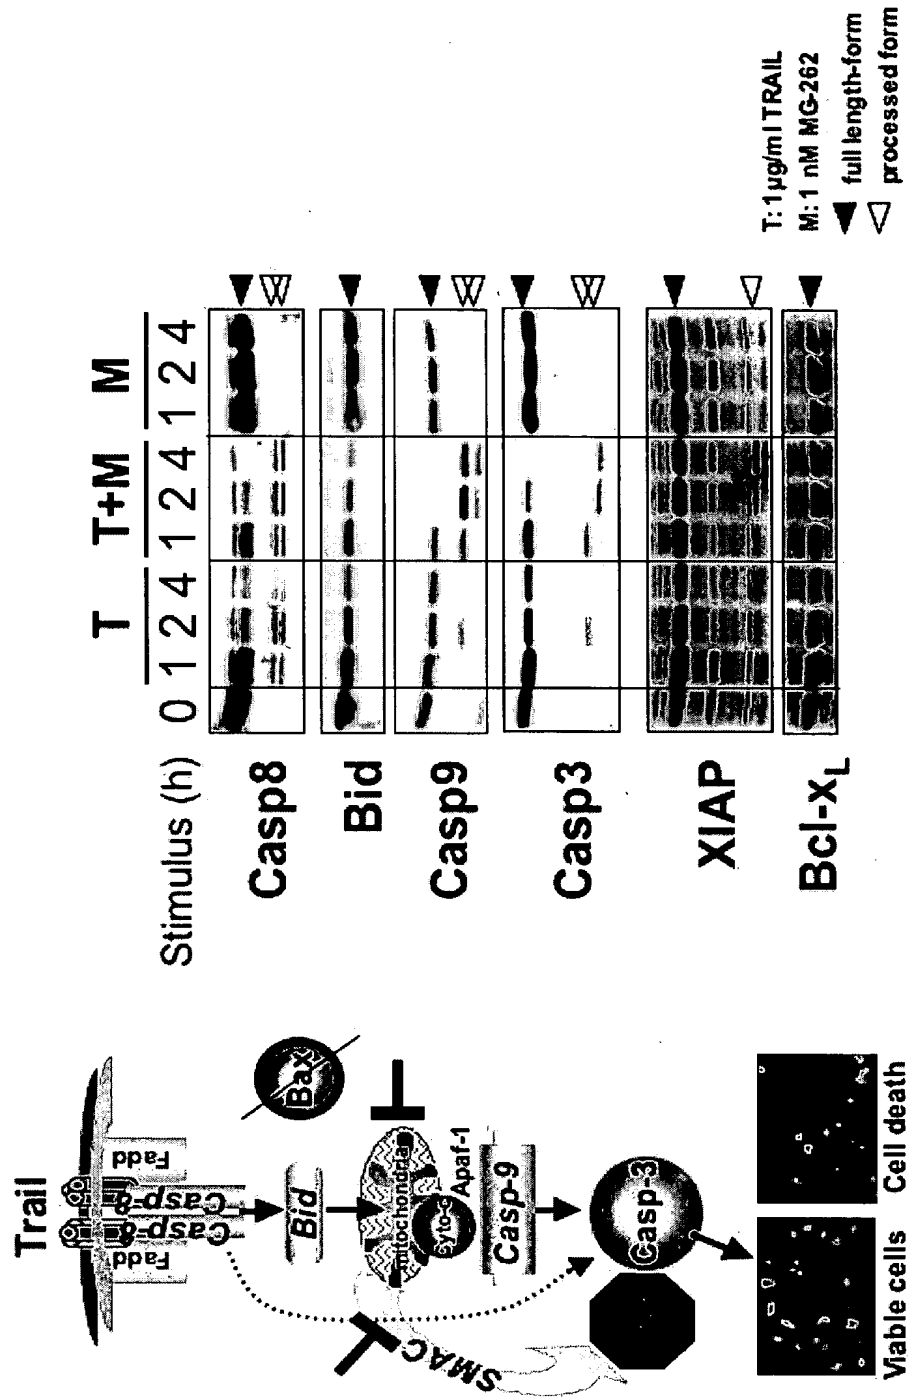 Trail
Fadd
Casp-8
Casp-8
Fadd
Bid
Bax
mitochondria
Cyto-c
Apaf-1
SMAC
Casp-9
Casp-3
Viable cells
Cell death
T
T+M
M
Stimulus (h)
0
1 2 4
1 2 4
1 2 4
Casp8
Bid
Casp9
Casp3
XIAP
Bcl-xL
T: 1 µg/ml TRAIL
M: 1 nM MG-262
full length-form
processed form